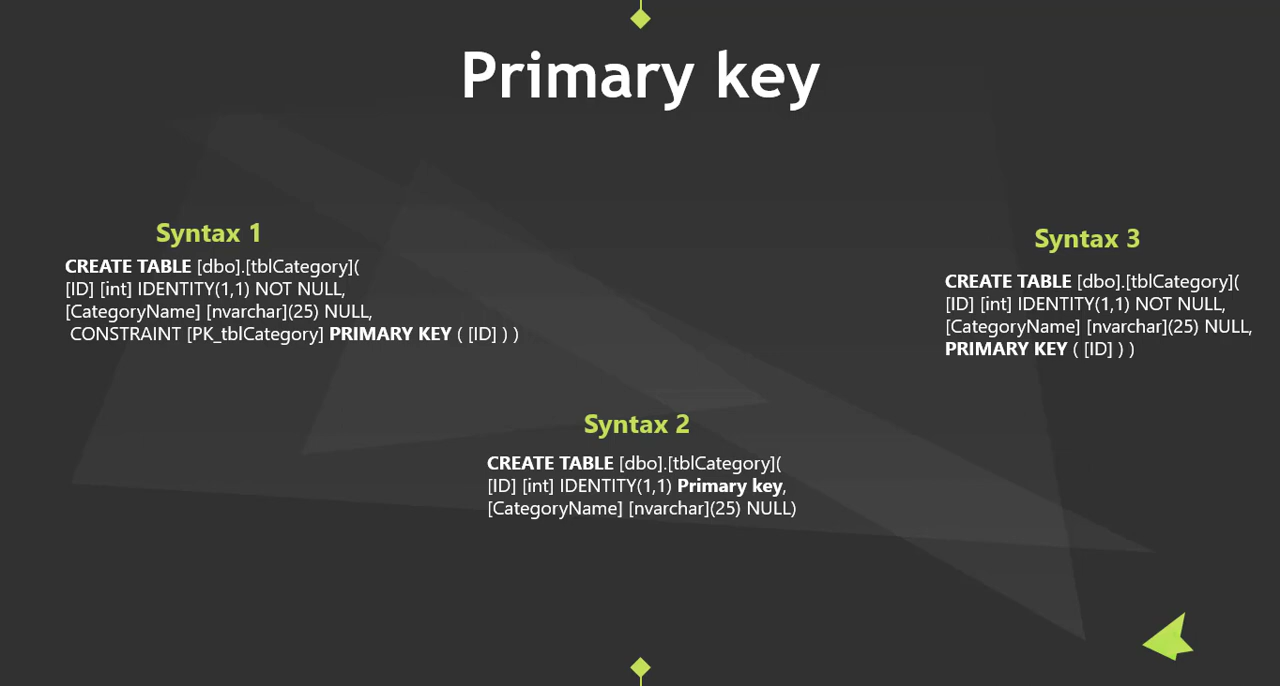 Primary key
Syntax 1
CREATE TABLE [dbo].[tblCategory](
[ID] [int] IDENTITY(1,1) NOT NULL,
[CategoryName] [nvarchar](25) NULL,
CONSTRAINT [PK_tblCategory] PRIMARY KEY ( [ID] ) )
Syntax 2
CREATE TABLE [dbo].[tblCategory](
[ID] [int] IDENTITY(1,1) Primary key,
[CategoryName] [nvarchar](25) NULL)
Syntax 3
CREATE TABLE [dbo].[tblCategory](
[ID] [int] IDENTITY(1,1) NOT NULL,
[CategoryName] [nvarchar](25) NULL,
PRIMARY KEY ( [ID] ) )